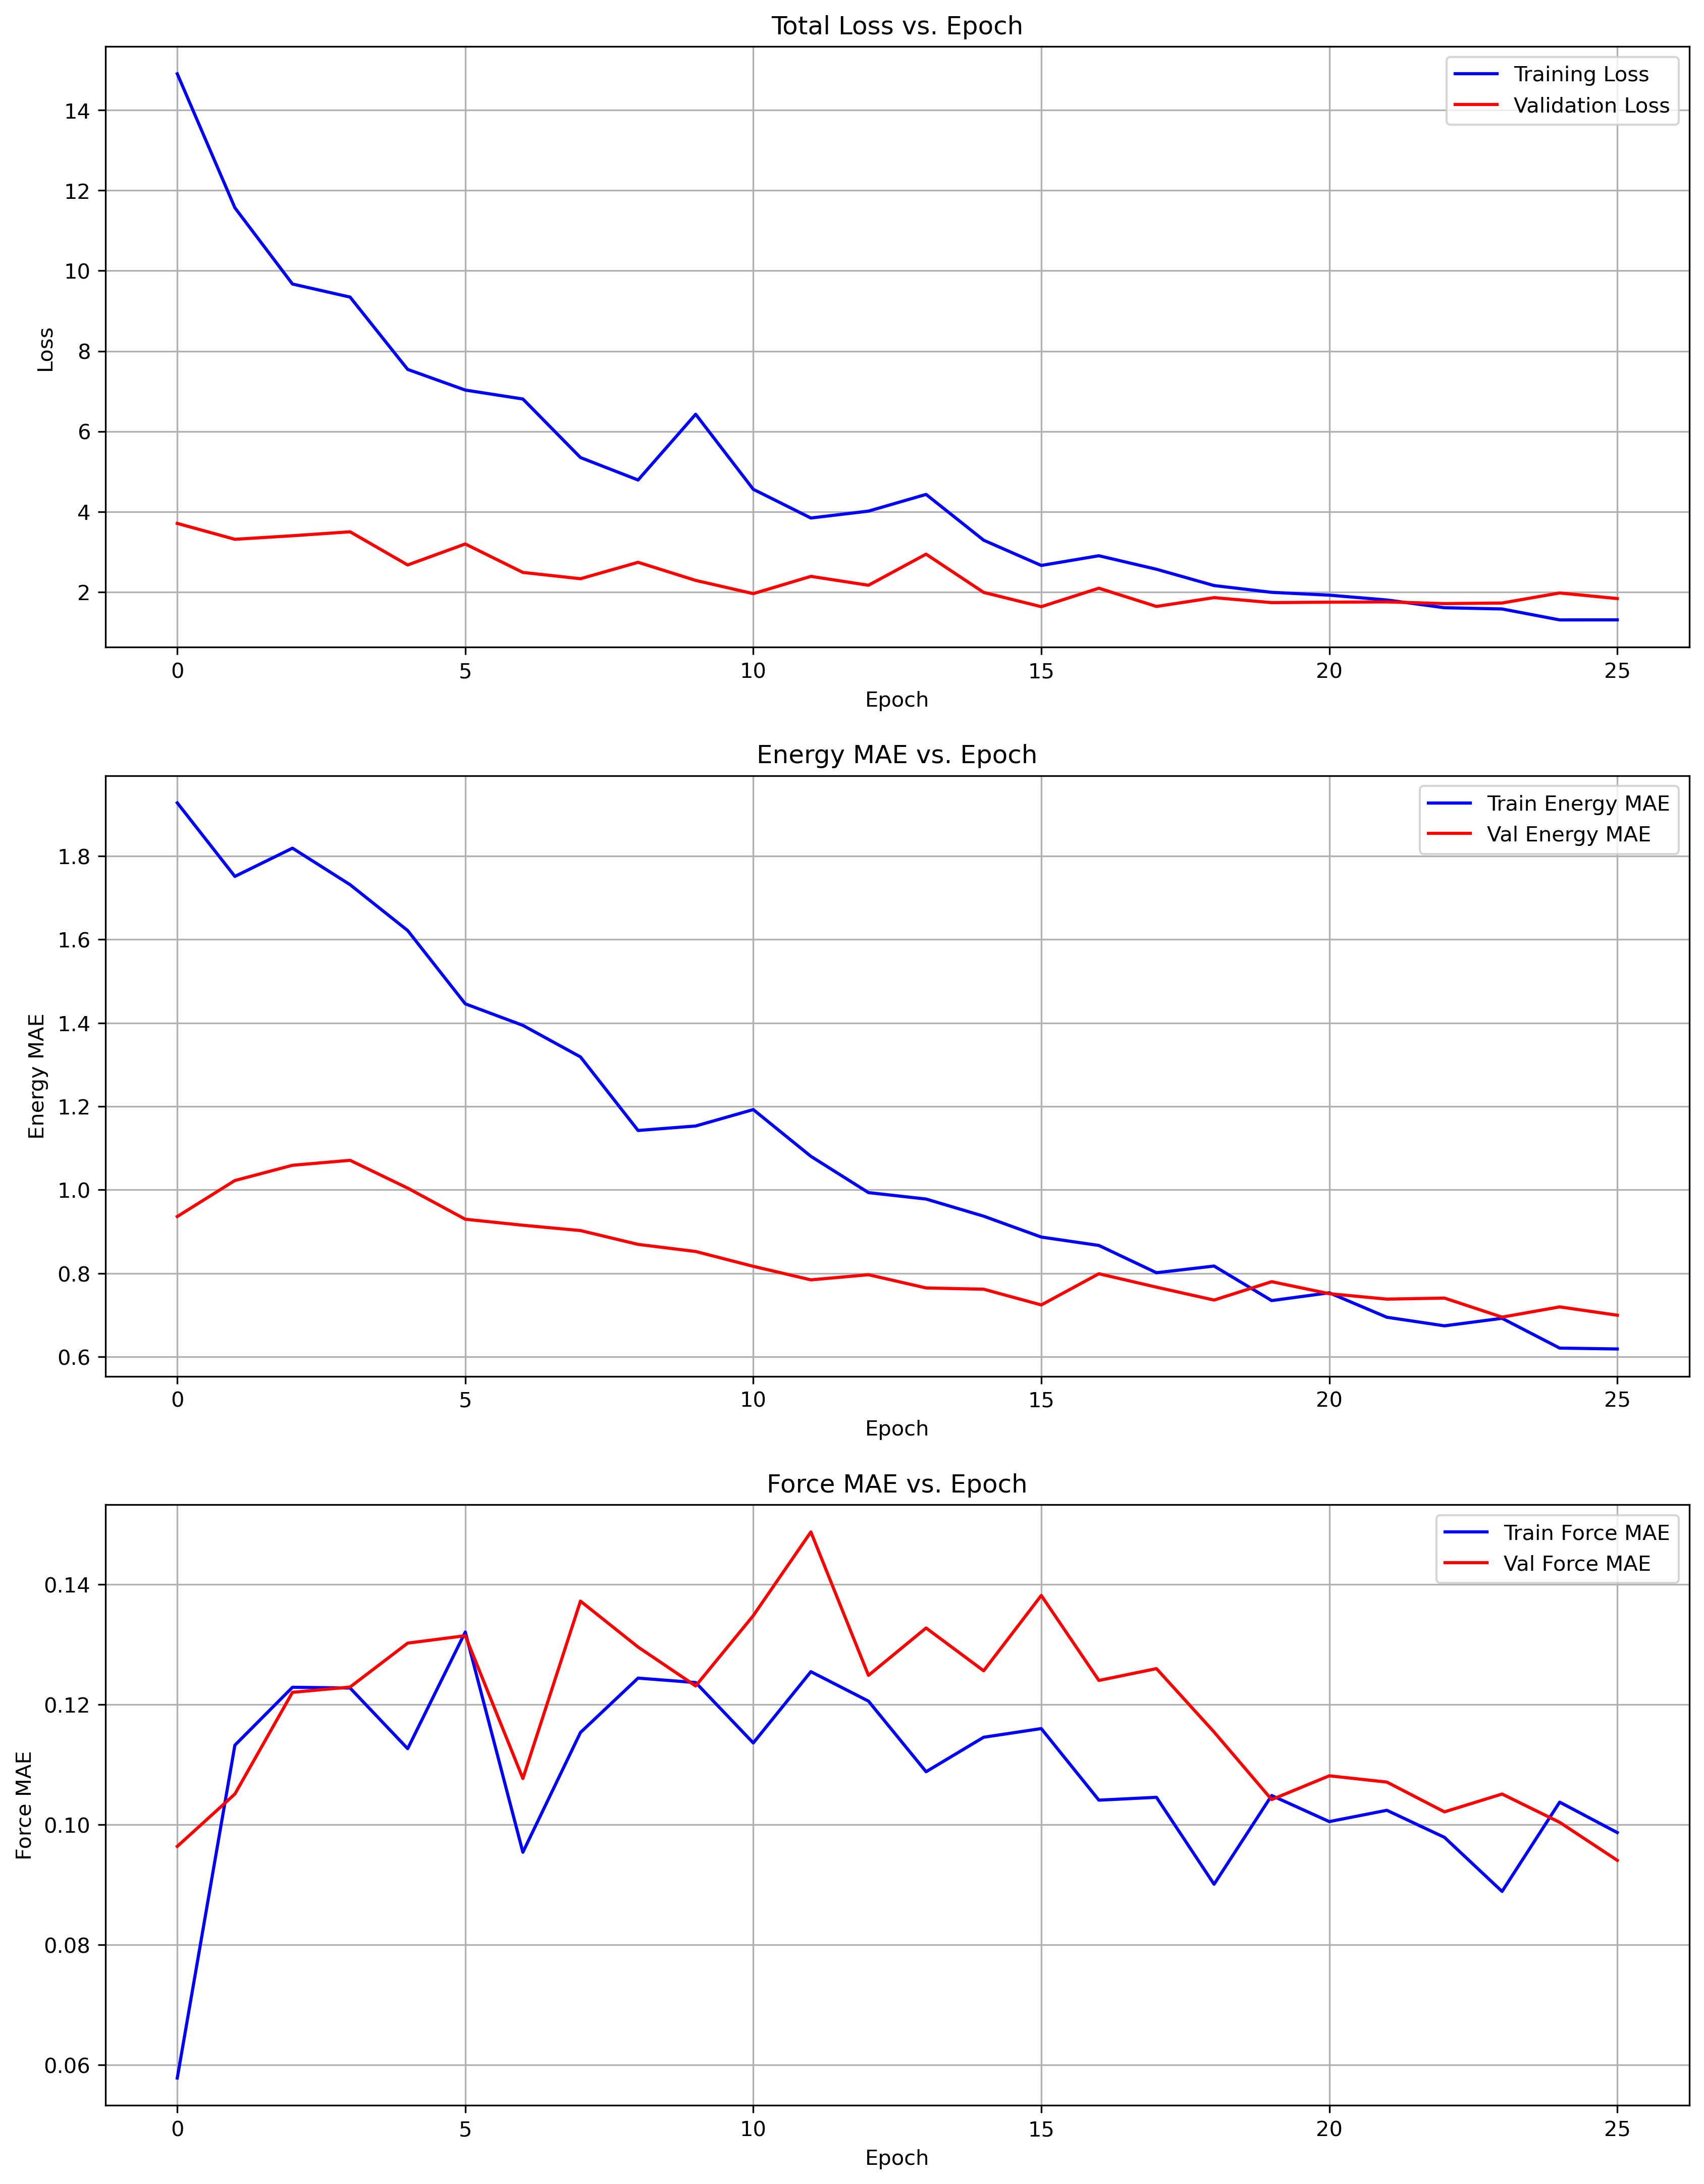 Total Loss vs. Epoch
Training Loss
Validation Loss
Loss
14
12
10
8
6
4
2
0 5 10 15 20 25
Epoch
Energy MAE vs. Epoch
Train Energy MAE
Val Energy MAE
Energy MAE
1.8
1.6
1.4
1.2
1.0
0.8
0.6
0 5 10 15 20 25
Epoch
Force MAE vs. Epoch
Train Force MAE
Val Force MAE
Force MAE
0.14
0.12
0.10
0.08
0.06
0 5 10 15 20 25
Epoch